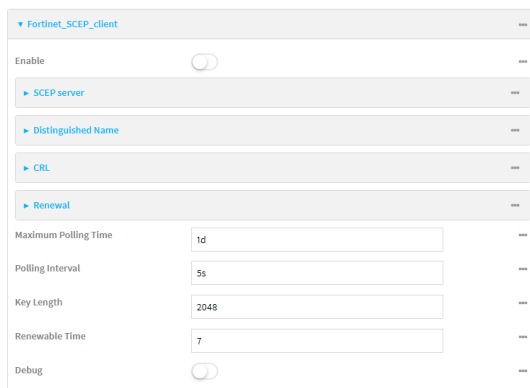 Fortinet_SCEP_client
Enable
SCEP server
Distinguished Name
CRL
Renewal
Maximum Polling Time 1d
Polling Interval 5s
Key Length 2048
Renewable Time 7
Debug